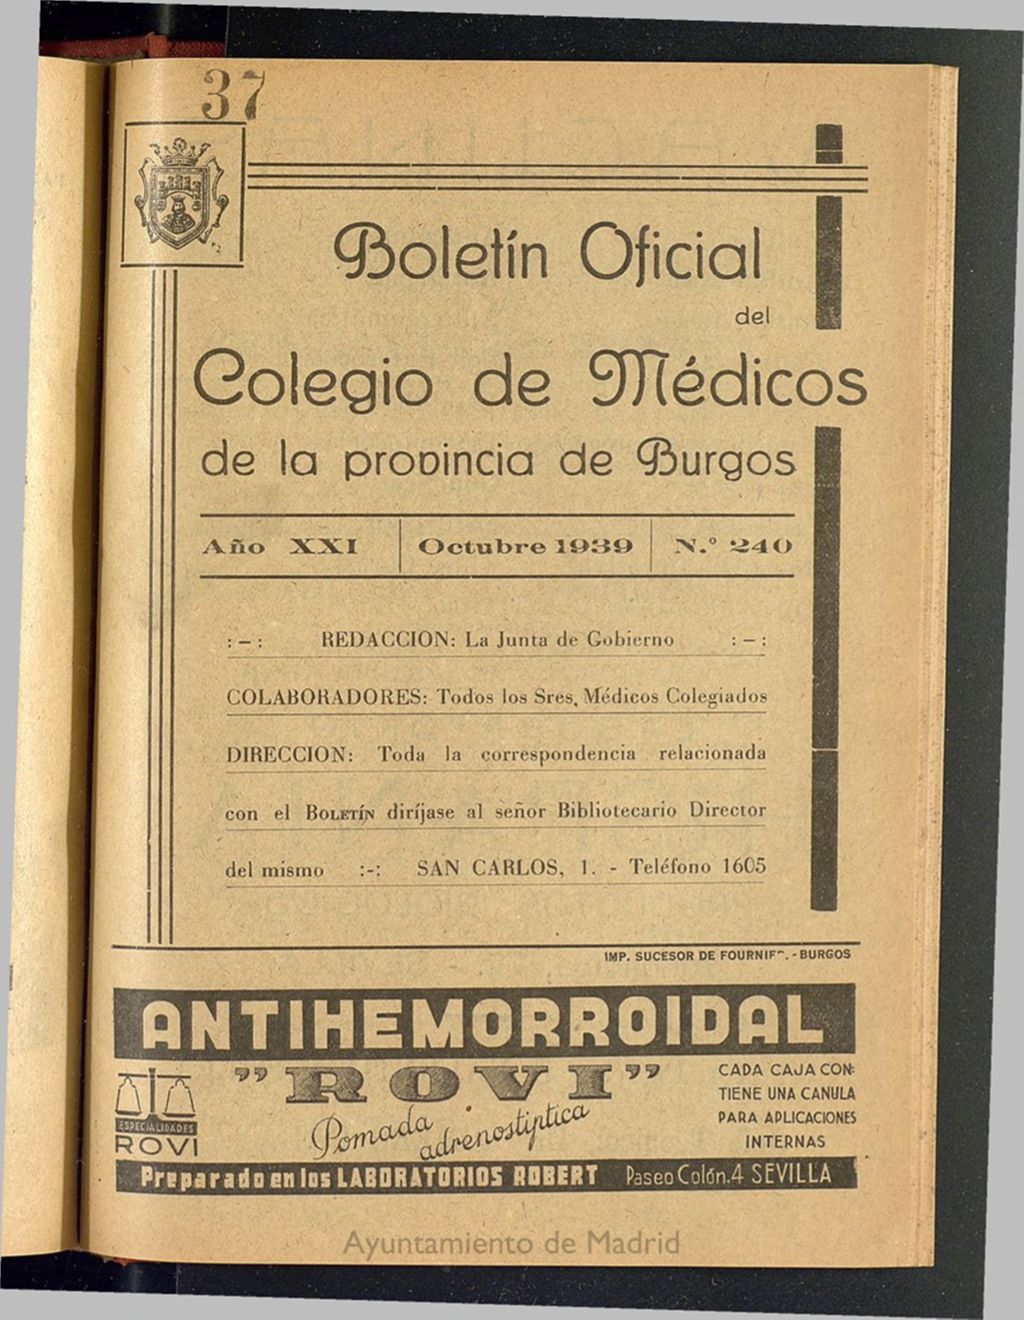 37
Boletín Oficial
del
Colegio de Médicos
de la provincia de Burgos
Año XXI Octubre 1939 N.º 240
:-: REDACCION: La Junta de Gobierno :-:
COLABORADORES: Todos los Sres. Médicos Colegiados
DIRECCION: Toda la correspondencia relacionada
con el BOLETÍN diríjase al señor Bibliotecario Director
del mismo :-: SAN CARLOS, 1. - Teléfono 1605
IMP. SUCESOR DE - BURGOS
ANTIHEMORROIDAL
"ROVI"
ESPECIALIDADES
ROVI
Pomada
adrenostíptica
CADA CAJA CON:
TIENE UNA CANULA
PARA APLICACIONES
INTERNAS
Preparado en los LABORATORIOS ROBERT Paseo Colón.4 SEVILLA
Ayuntamiento de Madrid